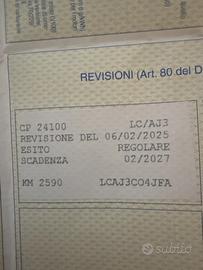 REVISIONI (Art. 80 del D
CP 24100 LC/AJ3
REVISIONE DEL 06/02/2025
ESITO REGOLARE
SCADENZA 02/2027
KM 2590 LCAJ3CO4JFA
subito